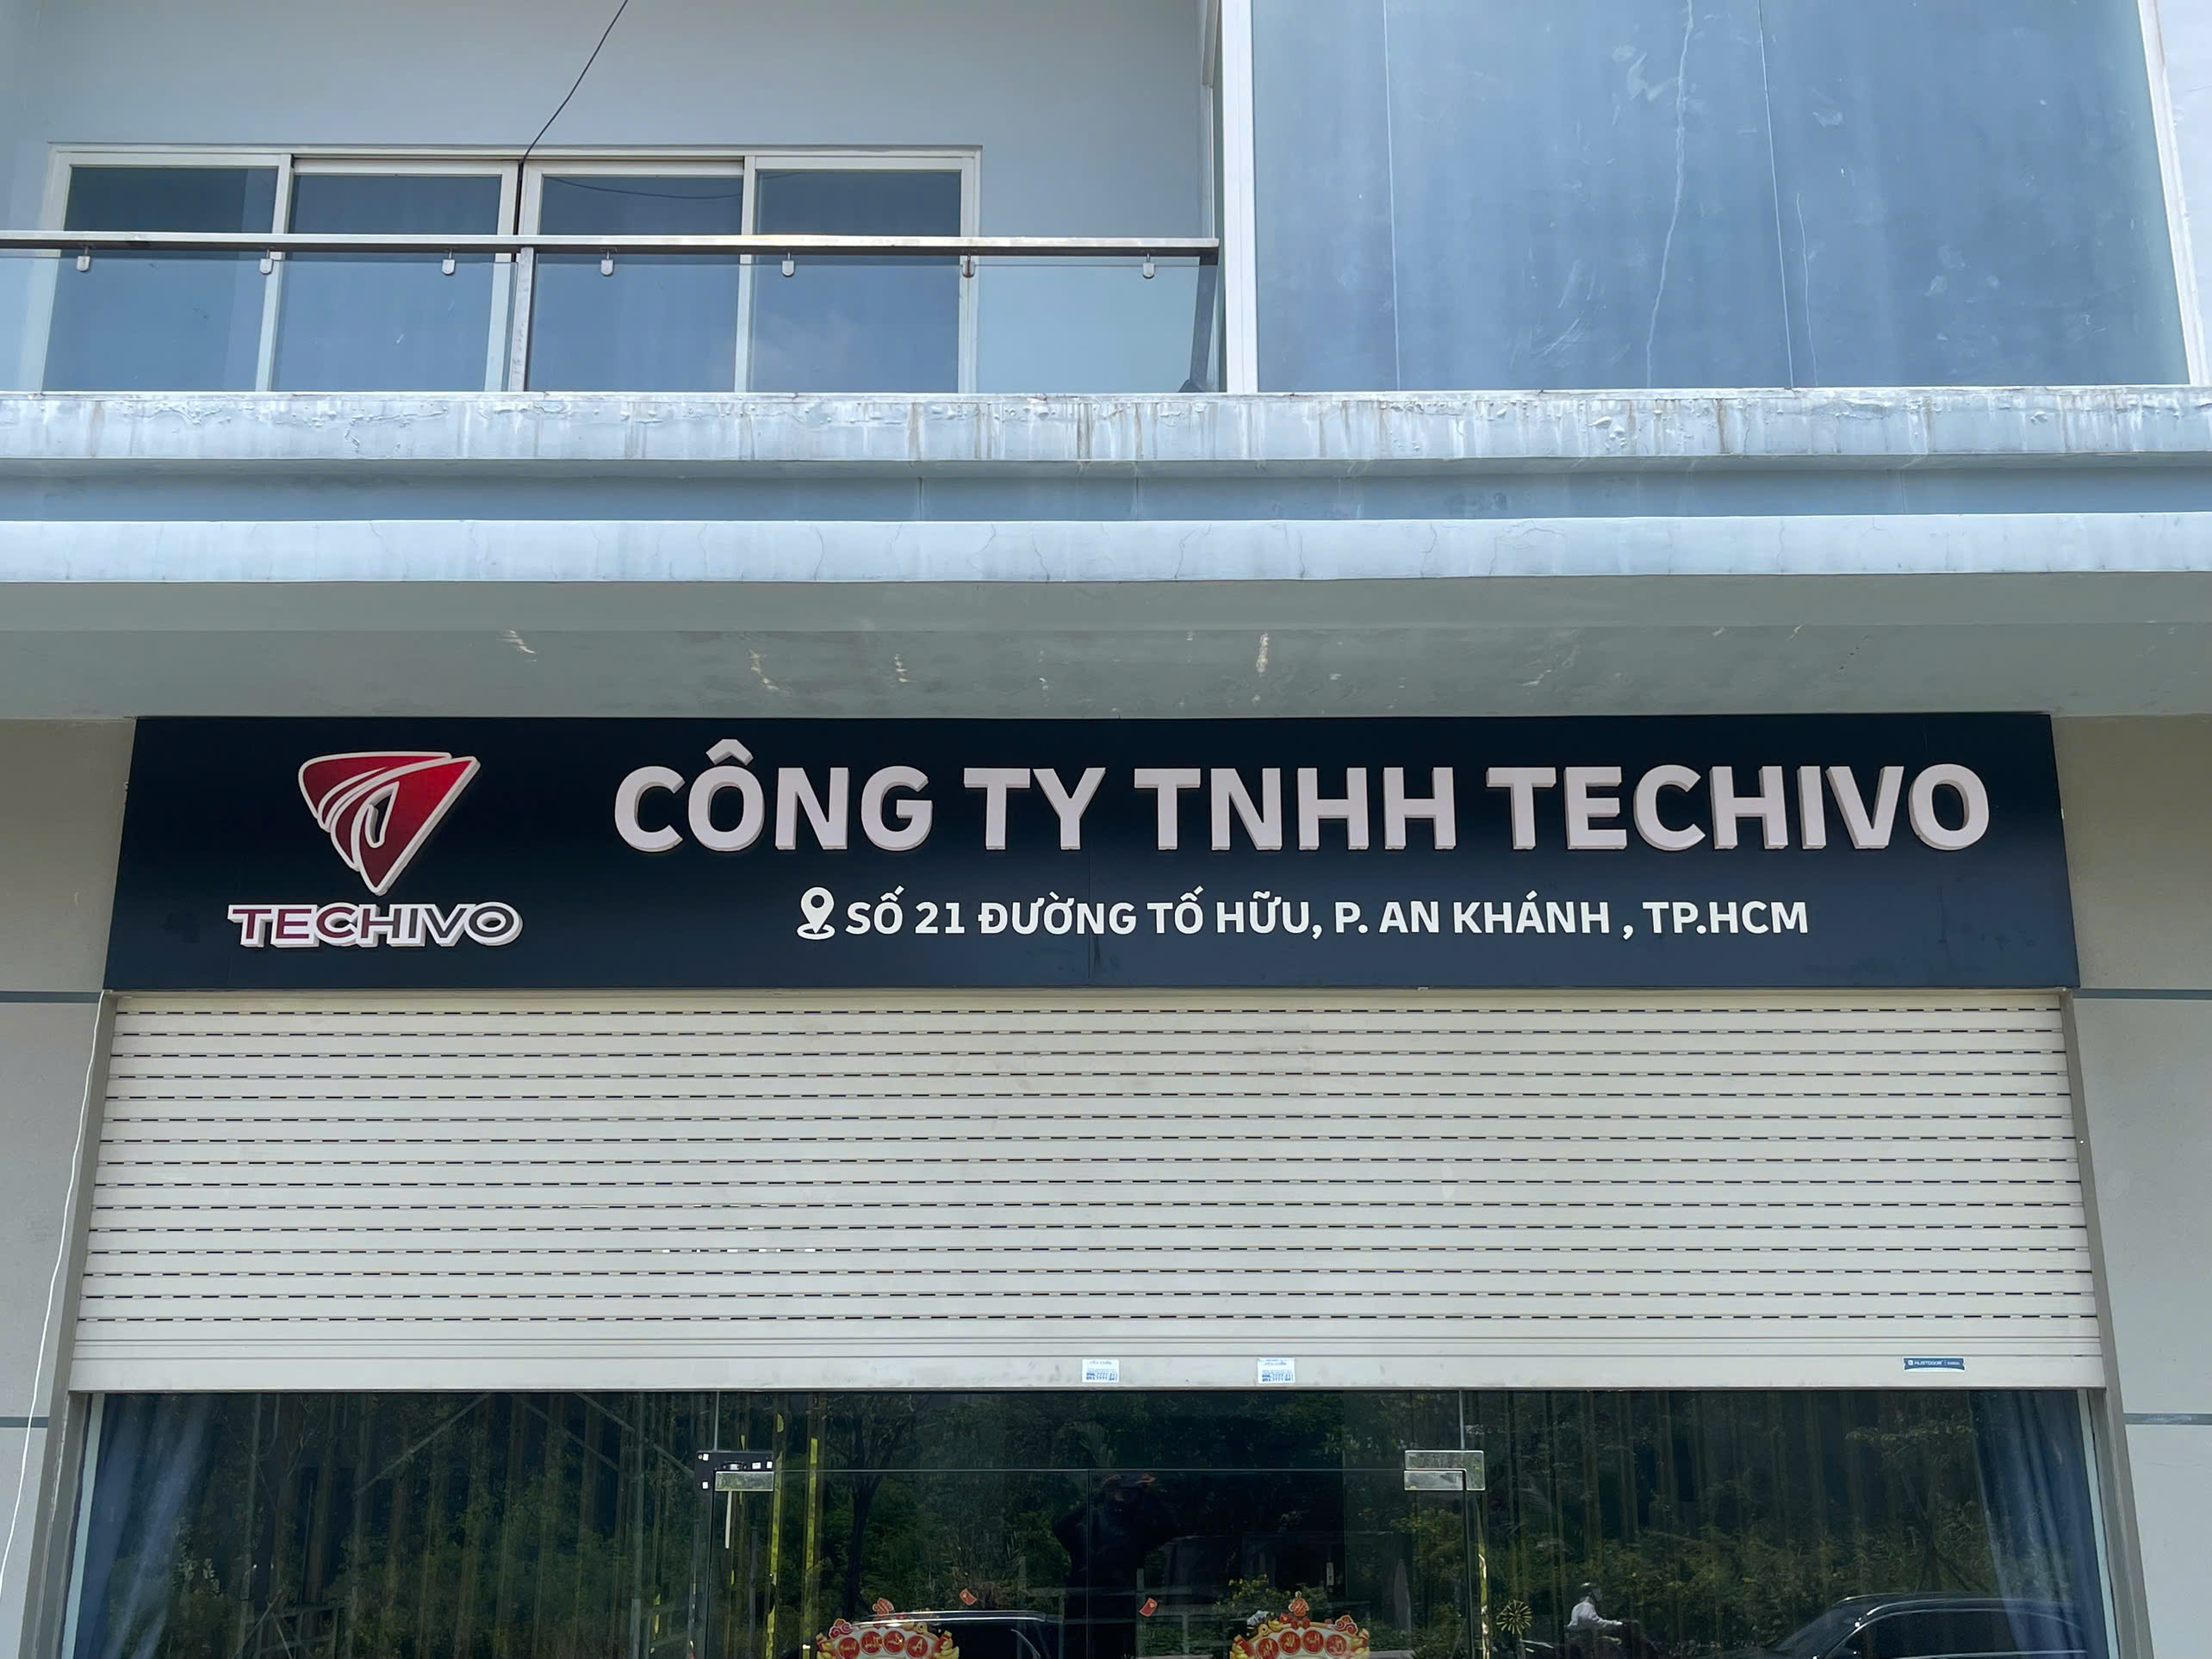 CÔNG TY TNHH TECHIVO
TECHIVO
SỐ 21 ĐƯỜNG TỐ HỮU, P. AN KHÁNH , TP.HCM